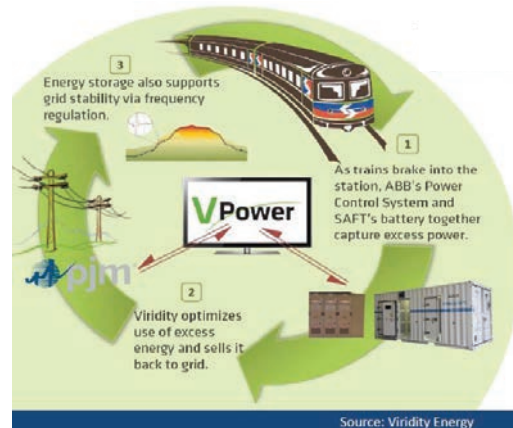 3
Energy storage also supports
grid stability via frequency
regulation.
1
As trains brake into the
station, ABB's Power
Control System and
SAFT's battery together
capture excess power.
VPower
pjm
2
Viridity optimizes
use of excess
energy and sells it
back to grid.
Source: Viridity Energy